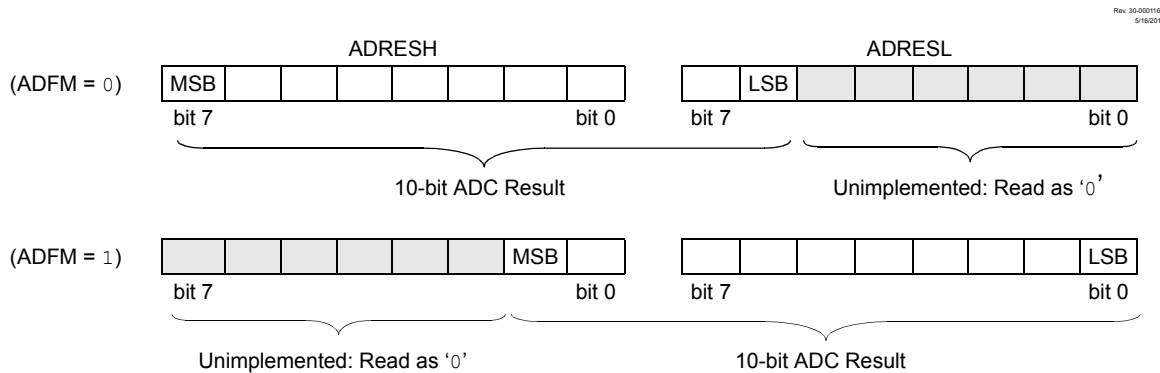 Rev. 30-000116
5/16/201
ADRESH ADRESL
(ADFM = 0) MSB LSB
bit 7 bit 0 bit 7 bit 0
10-bit ADC Result Unimplemented: Read as ‘0’
(ADFM = 1) MSB LSB
bit 7 bit 0 bit 7 bit 0
Unimplemented: Read as ‘0’ 10-bit ADC Result